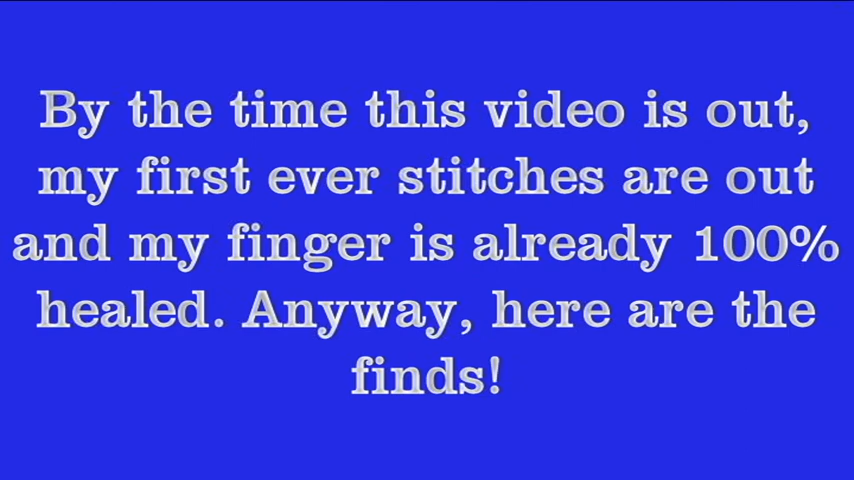 By the time this video is out,
my first ever stitches are out
and my finger is already 100%
healed. Anyway, here are the
finds!